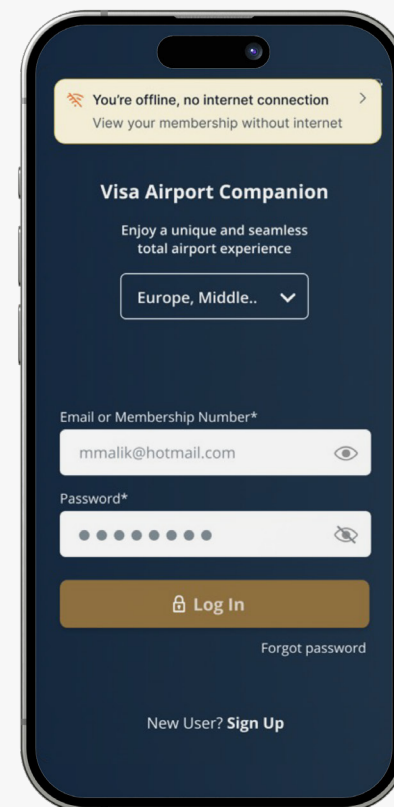 You're offline, no internet connection
View your membership without internet
Visa Airport Companion
Enjoy a unique and seamless
total airport experience
Europe, Middle..
Email or Membership Number*
mmalik@hotmail.com
Password*
Log In
Forgot password
New User? Sign Up